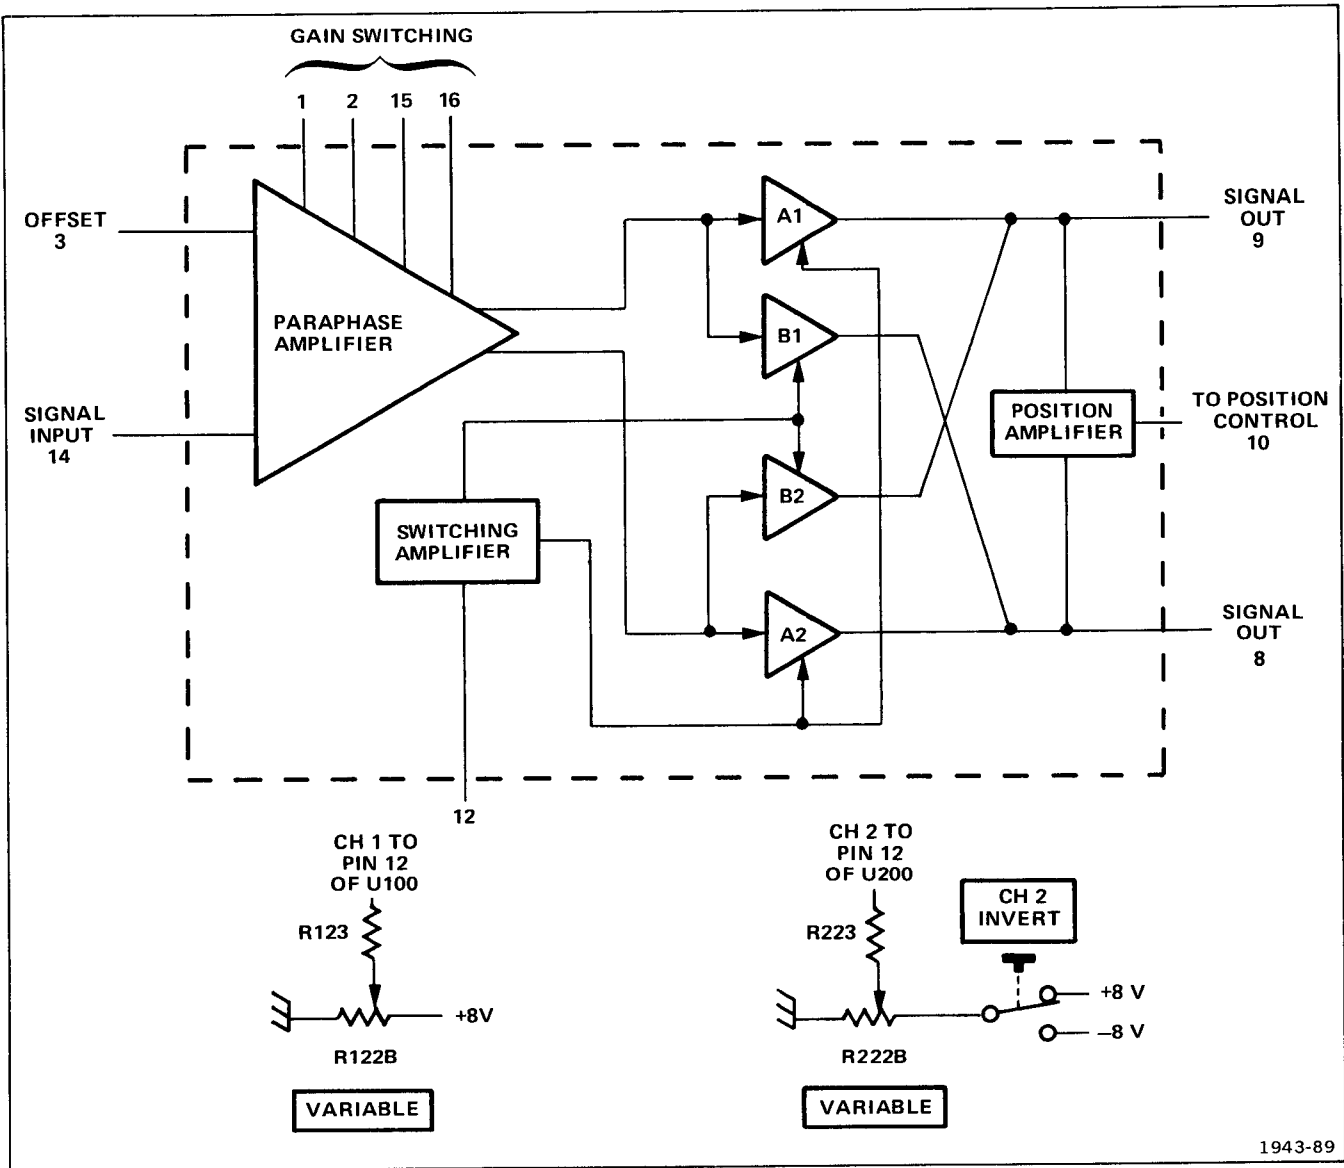 GAIN SWITCHING
1 2 15 16
OFFSET
3
SIGNAL
INPUT
14
PARAPHASE
AMPLIFIER
SWITCHING
AMPLIFIER
A1
B1
B2
A2
POSITION
AMPLIFIER
SIGNAL
OUT
9
TO POSITION
CONTROL
10
SIGNAL
OUT
8
12
CH 1 TO
PIN 12
OF U100
R123
+8V
R122B
VARIABLE
CH 2 TO
PIN 12
OF U200
R223
CH 2
INVERT
+8 V
–8 V
R222B
VARIABLE
1943-89